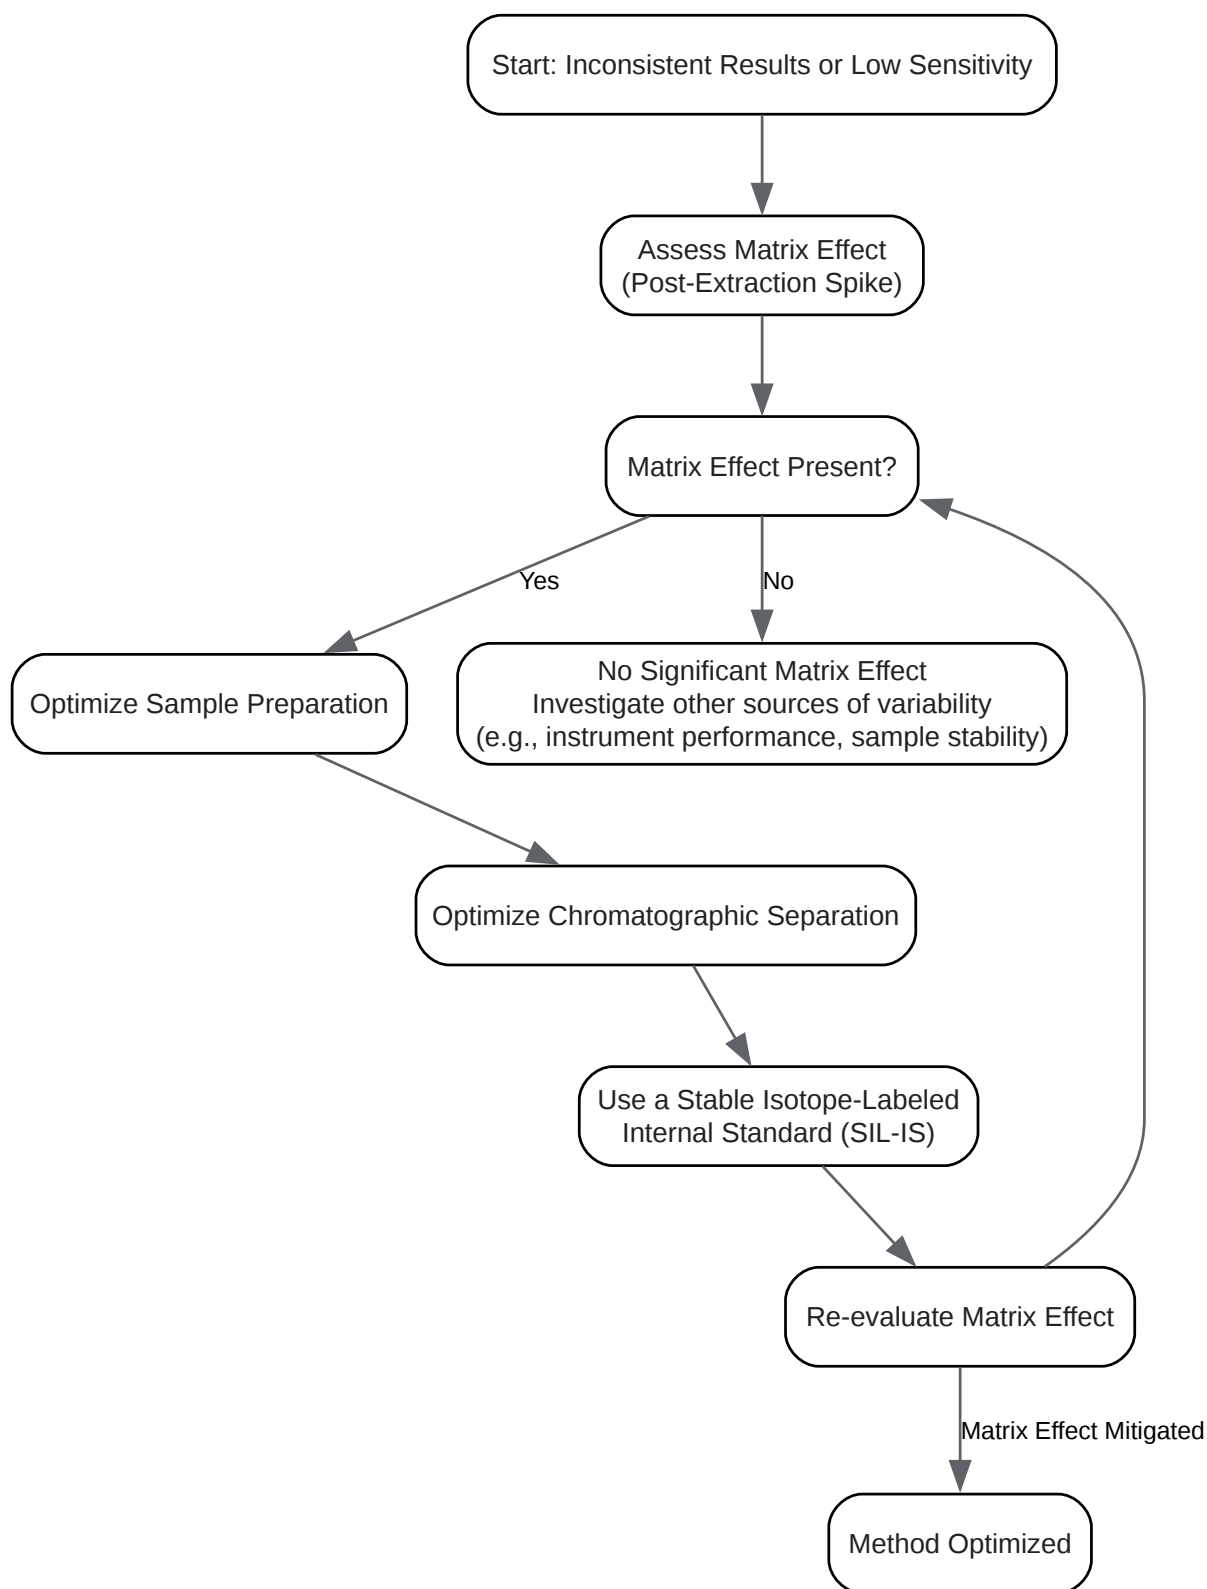 Start: Inconsistent Results or Low Sensitivity
Assess Matrix Effect
(Post-Extraction Spike)
Matrix Effect Present?
Yes
No
Optimize Sample Preparation
No Significant Matrix Effect
Investigate other sources of variability
(e.g., instrument performance, sample stability)
Optimize Chromatographic Separation
Use a Stable Isotope-Labeled
Internal Standard (SIL-IS)
Re-evaluate Matrix Effect
Matrix Effect Mitigated
Method Optimized